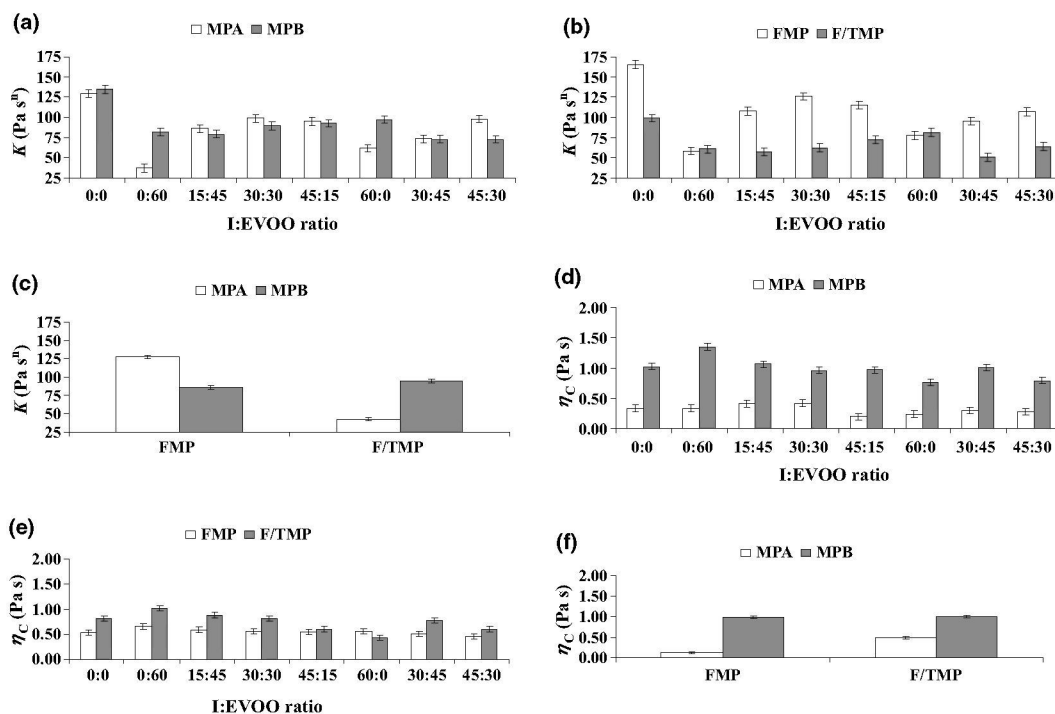 (a)
MPA MPB
K (Pa sⁿ)
175
150
125
100
75
50
25
0:0 0:60 15:45 30:30 45:15 60:0 30:45 45:30
I:EVOO ratio
(b)
FMP F/TMP
K (Pa sⁿ)
175
150
125
100
75
50
25
0:0 0:60 15:45 30:30 45:15 60:0 30:45 45:30
I:EVOO ratio
(c)
MPA MPB
K (Pa sⁿ)
175
150
125
100
75
50
25
FMP F/TMP
(d)
MPA MPB
η_C (Pa s)
2.00
1.50
1.00
0.50
0.00
0:0 0:60 15:45 30:30 45:15 60:0 30:45 45:30
I:EVOO ratio
(e)
FMP F/TMP
η_C (Pa s)
2.00
1.50
1.00
0.50
0.00
0:0 0:60 15:45 30:30 45:15 60:0 30:45 45:30
I:EVOO ratio
(f)
MPA MPB
η_C (Pa s)
2.00
1.50
1.00
0.50
0.00
FMP F/TMP